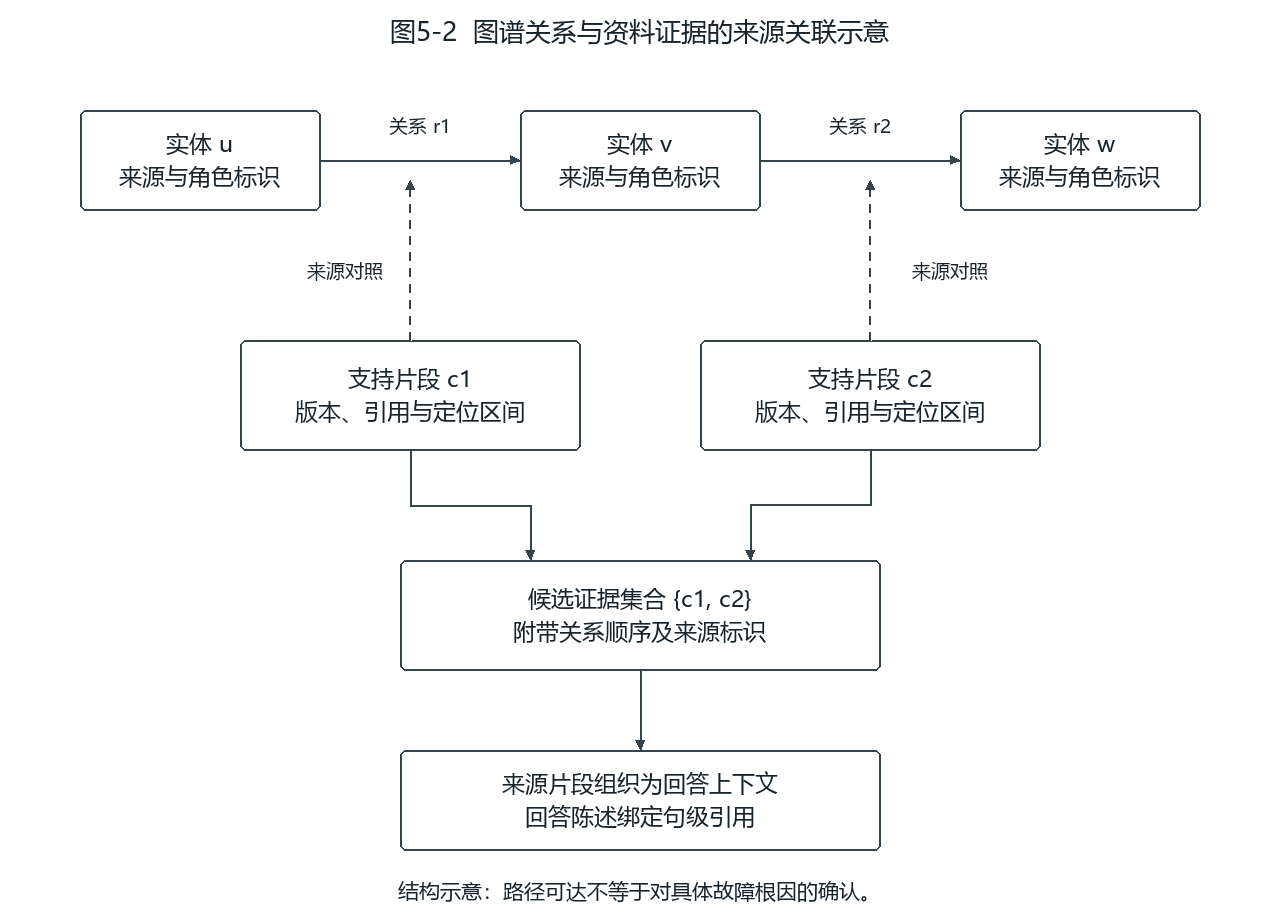 图5-2 图谱关系与资料证据的来源关联示意
实体 u
来源与角色标识
关系 r1
实体 v
来源与角色标识
关系 r2
实体 w
来源与角色标识
来源对照
来源对照
支持片段 c1
版本、引用与定位区间
支持片段 c2
版本、引用与定位区间
候选证据集合 {c1, c2}
附带关系顺序及来源标识
来源片段组织为回答上下文
回答陈述绑定句级引用
结构示意：路径可达不等于对具体故障根因的确认。